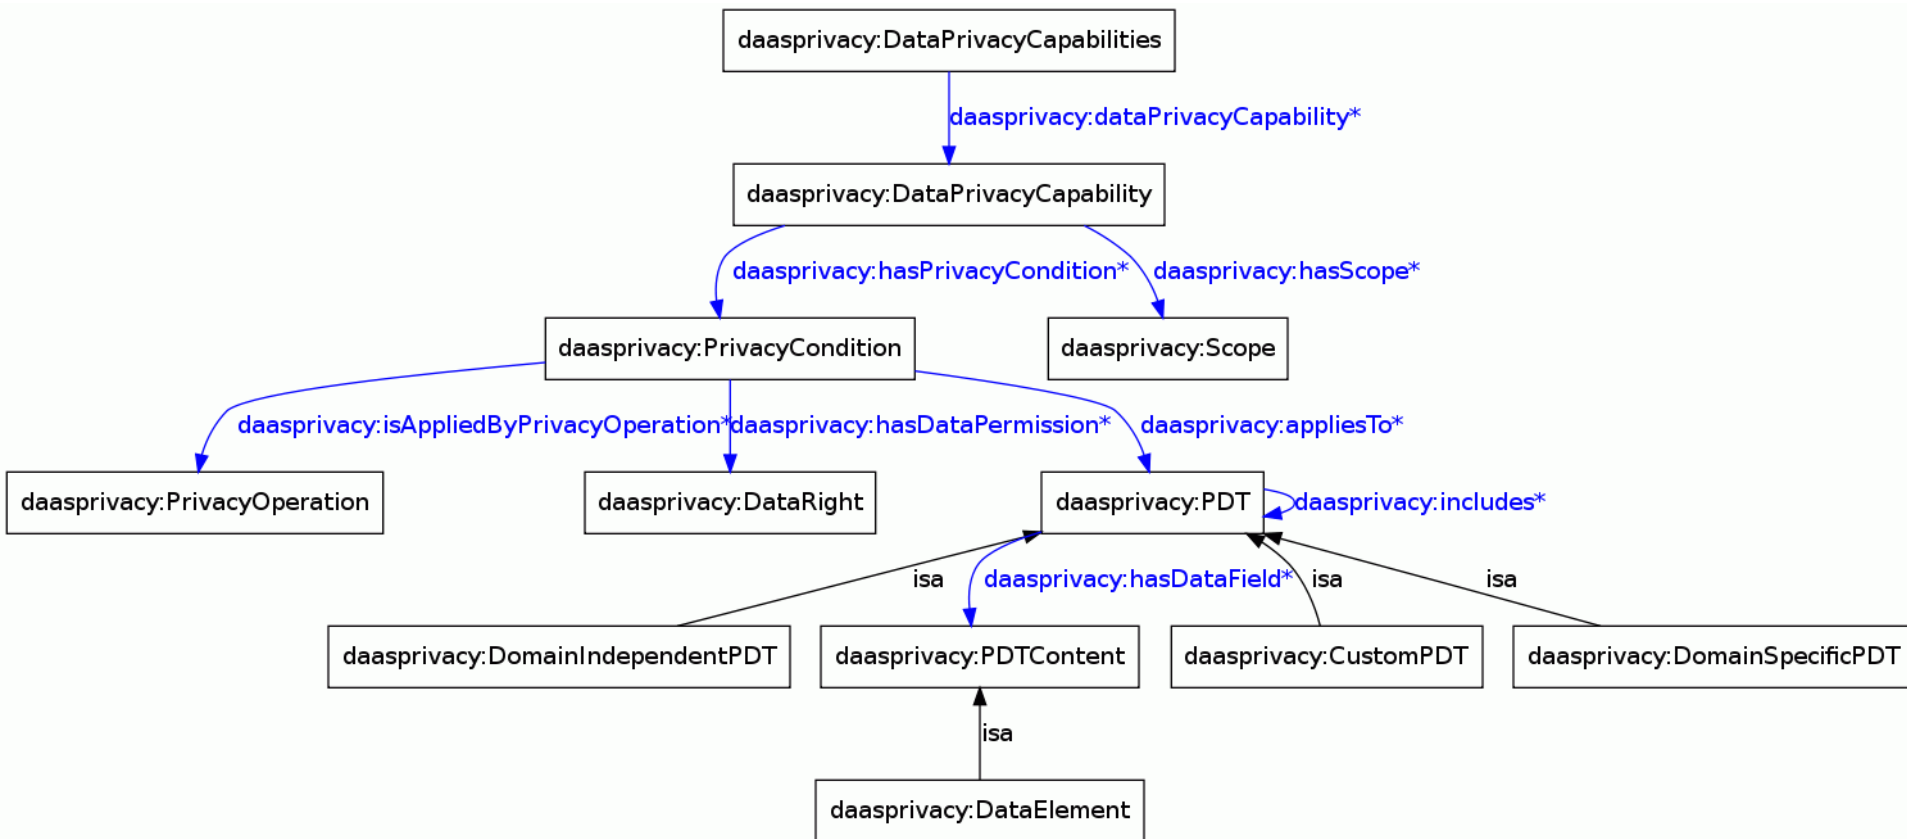 daasprivacy:DataPrivacyCapabilities
daasprivacy:dataPrivacyCapability*
daasprivacy:DataPrivacyCapability
daasprivacy:hasPrivacyCondition*
daasprivacy:hasScope*
daasprivacy:PrivacyCondition
daasprivacy:Scope
daasprivacy:isAppliedByPrivacyOperation*
daasprivacy:hasDataPermission*
daasprivacy:appliesTo*
daasprivacy:PrivacyOperation
daasprivacy:DataRight
daasprivacy:PDT
daasprivacy:includes*
isa
daasprivacy:hasDataField*
isa
isa
daasprivacy:DomainIndependentPDT
daasprivacy:PDTContent
daasprivacy:CustomPDT
daasprivacy:DomainSpecificPDT
isa
daasprivacy:DataElement